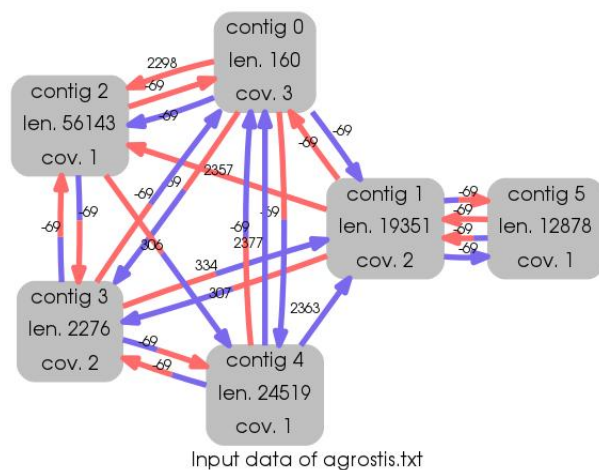 contig 0
len. 160
cov. 3
2298
-69
contig 2
len. 56143
cov. 1
-69
-69
-69
2357
contig 1
len. 19351
cov. 2
-69
-69
-69
-69
contig 5
len. 12878
cov. 1
-69
-69
-69
69
-69
-69
306
2377
334
307
2363
contig 3
len. 2276
cov. 2
-69
-69
contig 4
len. 24519
cov. 1
Input data of agrostis.txt